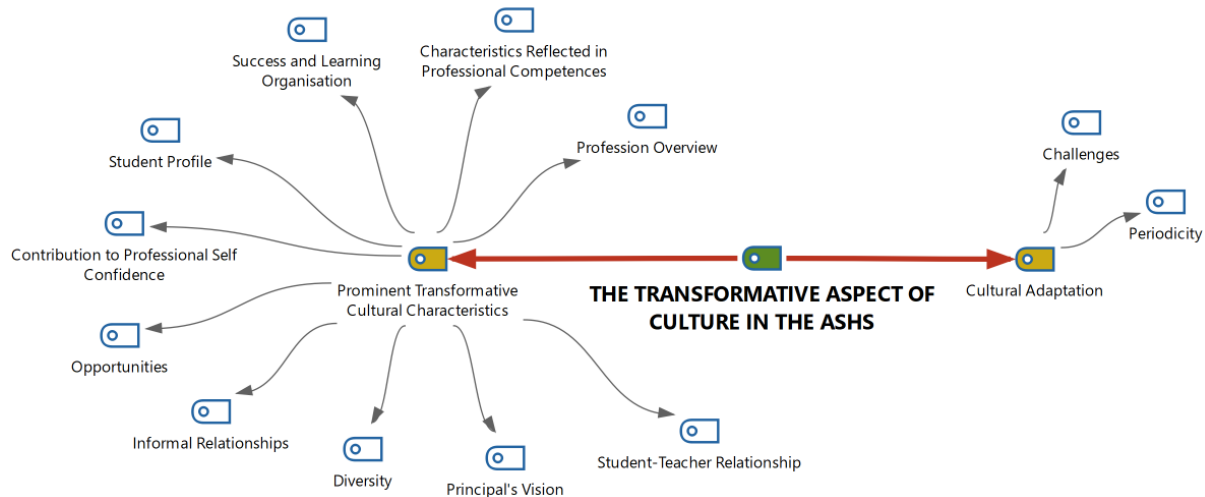 Success and Learning
Organisation
Characteristics Reflected in
Professional Competences
Profession Overview
Student Profile
Challenges
Periodicity
Contribution to Professional Self
Confidence
Prominent Transformative
Cultural Characteristics
THE TRANSFORMATIVE ASPECT OF
CULTURE IN THE ASHS
Cultural Adaptation
Opportunities
Informal Relationships
Diversity
Principal's Vision
Student-Teacher Relationship